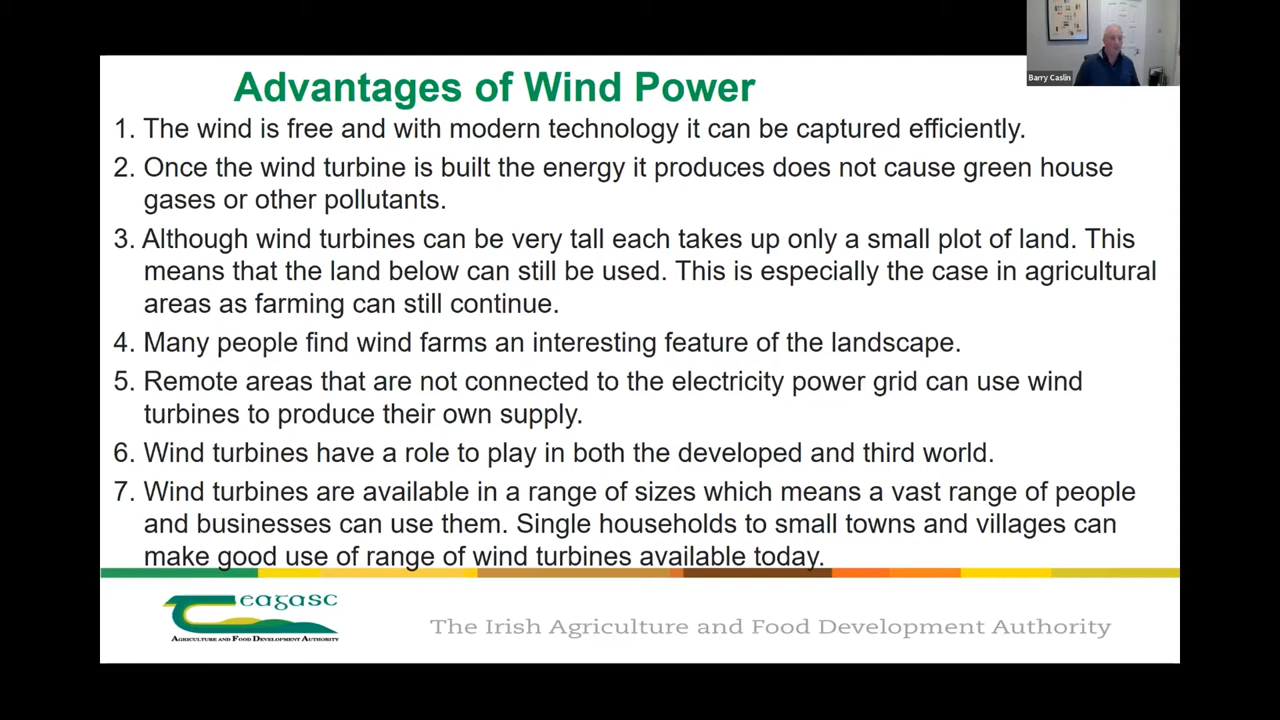 Advantages of Wind Power
Barry Caslin
1. The wind is free and with modern technology it can be captured efficiently.
2. Once the wind turbine is built the energy it produces does not cause green house
gases or other pollutants.
3. Although wind turbines can be very tall each takes up only a small plot of land. This
means that the land below can still be used. This is especially the case in agricultural
areas as farming can still continue.
4. Many people find wind farms an interesting feature of the landscape.
5. Remote areas that are not connected to the electricity power grid can use wind
turbines to produce their own supply.
6. Wind turbines have a role to play in both the developed and third world.
7. Wind turbines are available in a range of sizes which means a vast range of people
and businesses can use them. Single households to small towns and villages can
make good use of range of wind turbines available today.
Teagasc
AGRICULTURE AND FOOD DEVELOPMENT AUTHORITY
The Irish Agriculture and Food Development Authority